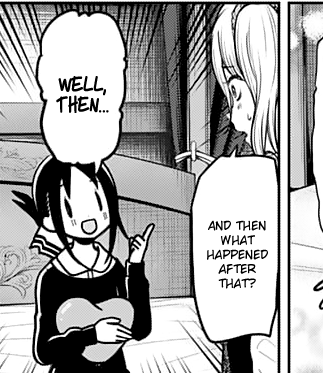 WELL,
THEN...
AND THEN
WHAT
HAPPENED
AFTER
THAT?